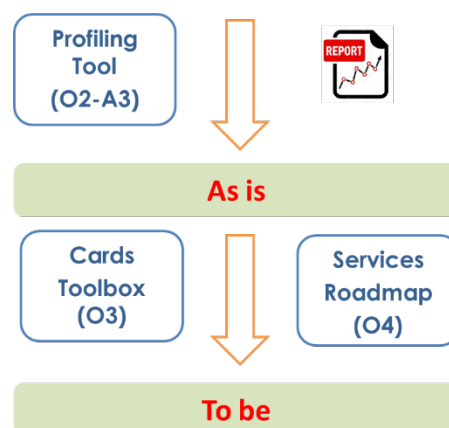 Profiling
Tool
(O2-A3)
REPORT
As is
Cards
Toolbox
(O3)
Services
Roadmap
(O4)
To be